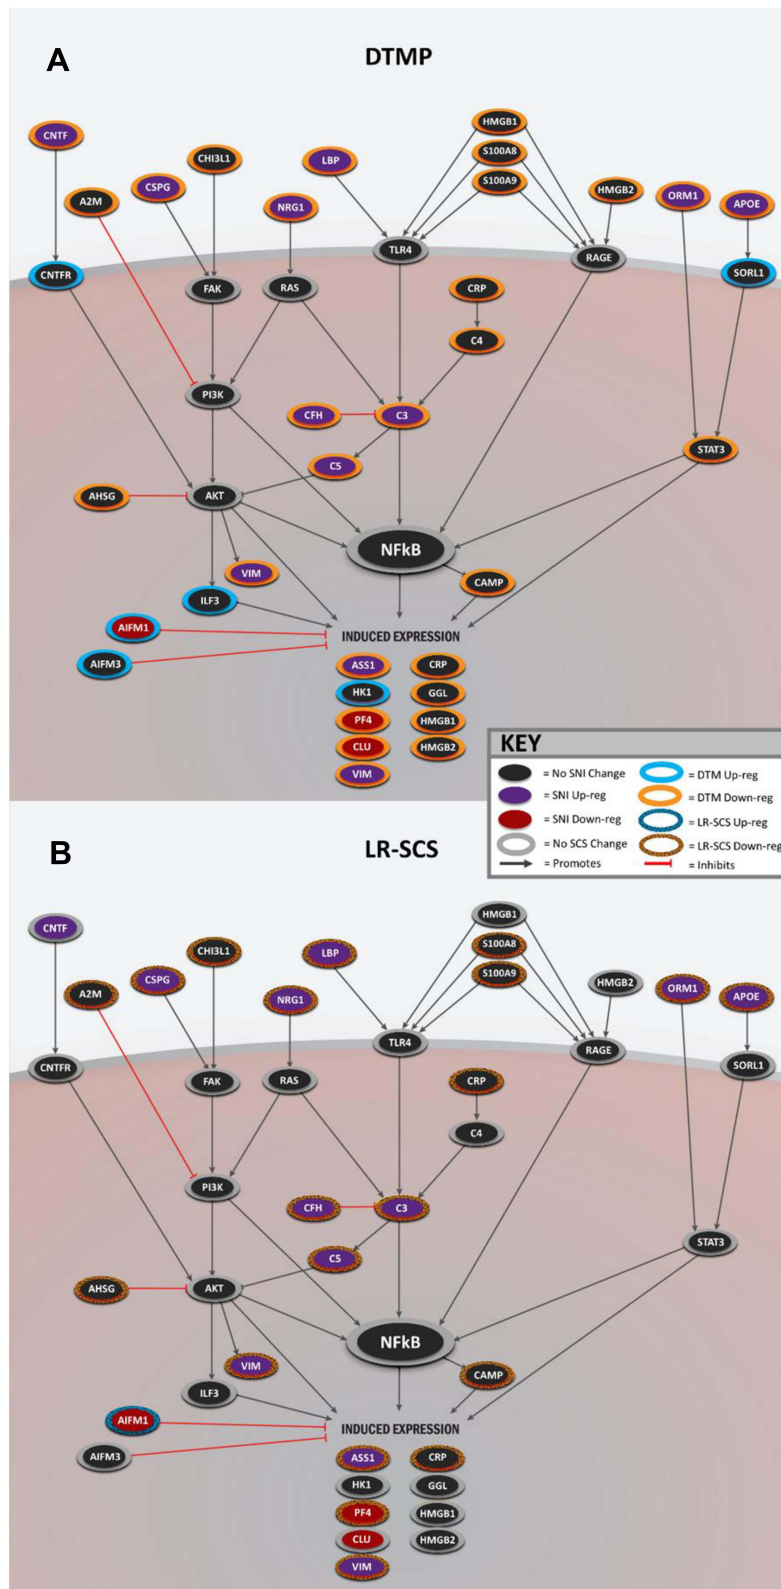 A
DTMP
CNTF
HMGB1
CHI3L1
S100A8
LBP
S100A9
CSPG
HMGB2
A2M
NRG1
ORM1
APOE
TLR4
RAGE
CNTFR
SORL1
FAK
RAS
CRP
C4
PI3K
CFH
C3
STAT3
C5
AHSG
AKT
NFkB
VIM
CAMP
ILF3
AIFM1
INDUCED EXPRESSION
AIFM3
ASS1
CRP
HK1
GGL
PF4
HMGB1
CLU
HMGB2
VIM
KEY
= No SNI Change
= DTM Up-reg
= SNI Up-reg
= DTM Down-reg
= SNI Down-reg
= LR-SCS Up-reg
= No SCS Change
= LR-SCS Down-reg
= Promotes
= Inhibits
B
LR-SCS
CNTF
HMGB1
CHI3L1
S100A8
LBP
S100A9
CSPG
HMGB2
A2M
NRG1
ORM1
APOE
TLR4
RAGE
CNTFR
SORL1
FAK
RAS
CRP
C4
PI3K
CFH
C3
STAT3
C5
AHSG
AKT
NFkB
VIM
CAMP
ILF3
AIFM1
INDUCED EXPRESSION
AIFM3
ASS1
CRP
HK1
GGL
PF4
HMGB1
CLU
HMGB2
VIM